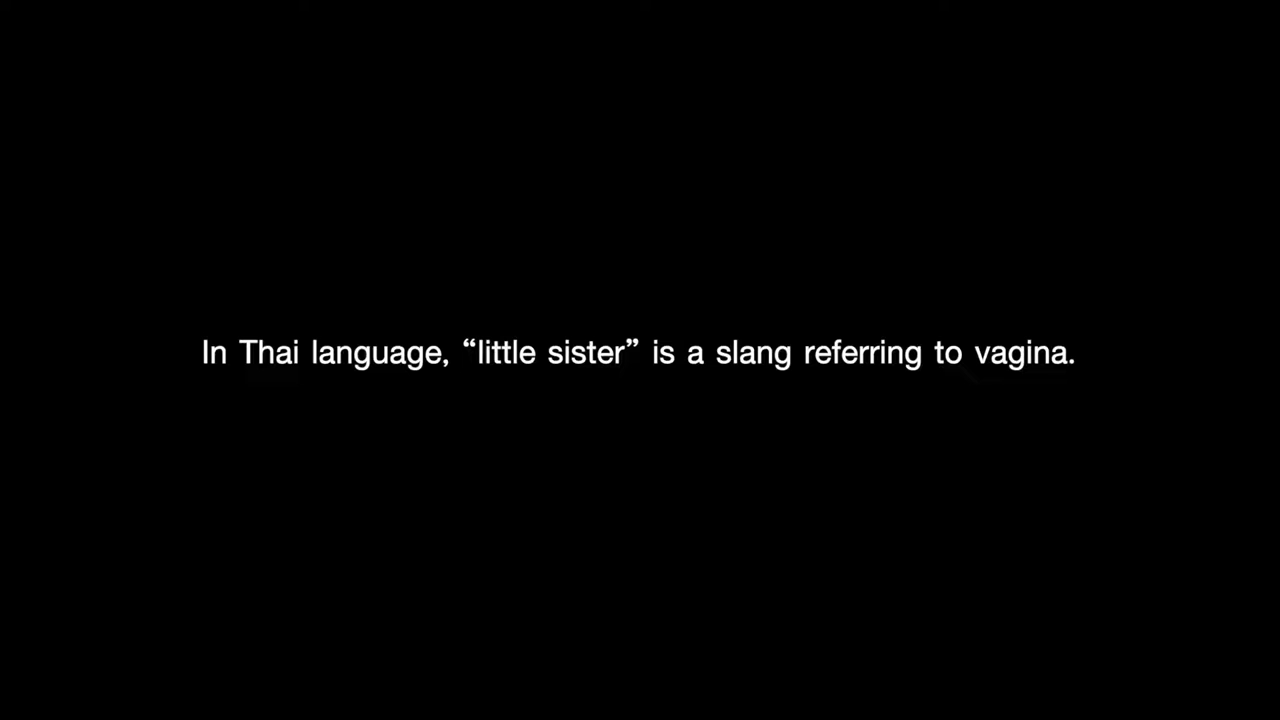 In Thai language, “little sister” is a slang referring to vagina.